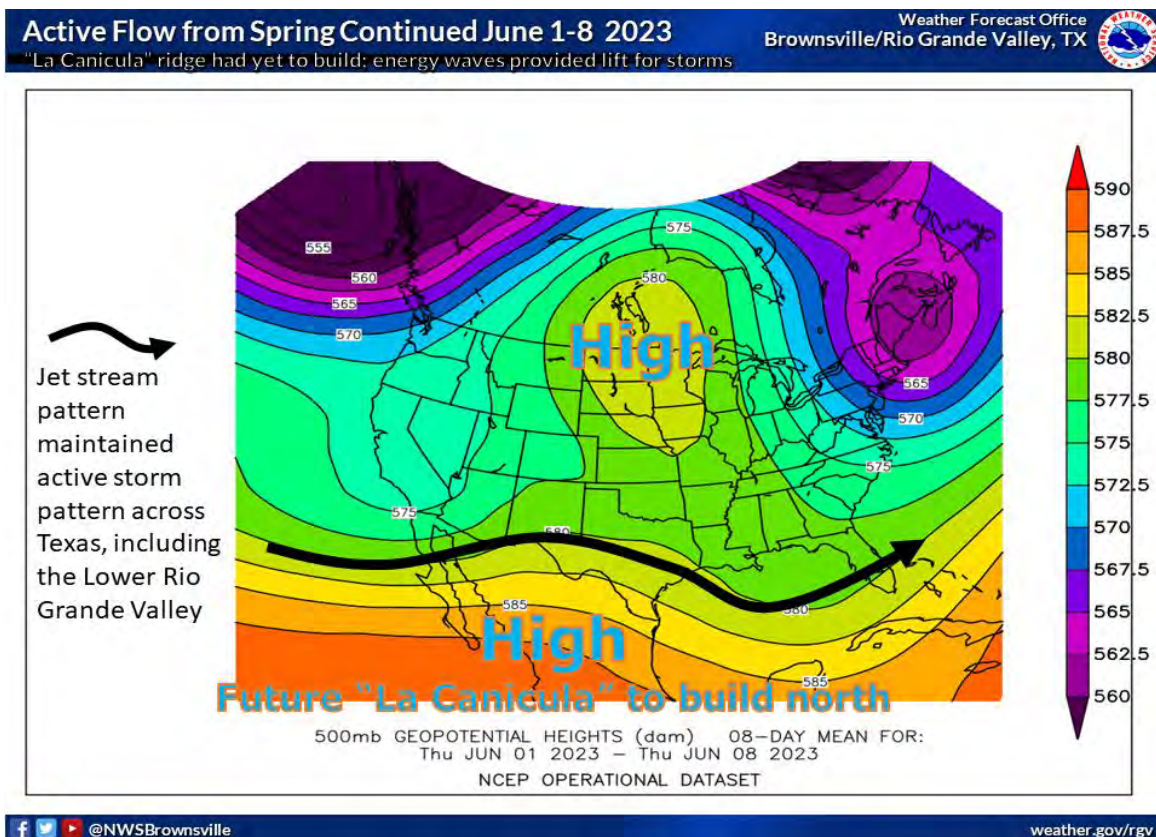 Active Flow from Spring Continued June 1-8 2023
"La Canicula" ridge had yet to build; energy waves provided lift for storms
Weather Forecast Office
Brownsville/Rio Grande Valley, TX
Jet stream
pattern
maintained
active storm
pattern across
Texas, including
the Lower Rio
Grande Valley
555
560
565
570
575
580
High
565
570
575
575
580
580
585
585
High
Future "La Canicula" to build north
590
587.5
585
582.5
580
577.5
575
572.5
570
567.5
565
562.5
560
500mb GEOPOTENTIAL HEIGHTS (dam) 08-DAY MEAN FOR:
Thu JUN 01 2023 – Thu JUN 08 2023
NCEP OPERATIONAL DATASET
@NWSBrownsville
weather.gov/rgv